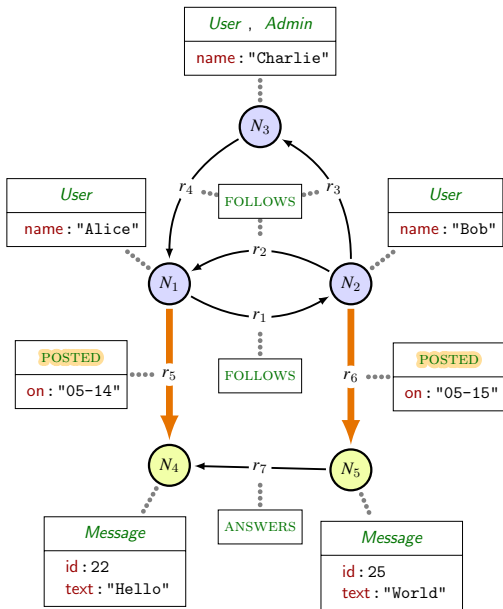 User , Admin
name : "Charlie"
N3
r4
r3
FOLLOWS
User
name : "Alice"
User
name : "Bob"
r2
N1
N2
r1
POSTED
on : "05-14"
FOLLOWS
POSTED
on : "05-15"
r5
r6
N4
r7
N5
ANSWERS
Message
id : 22
text : "Hello"
Message
id : 25
text : "World"